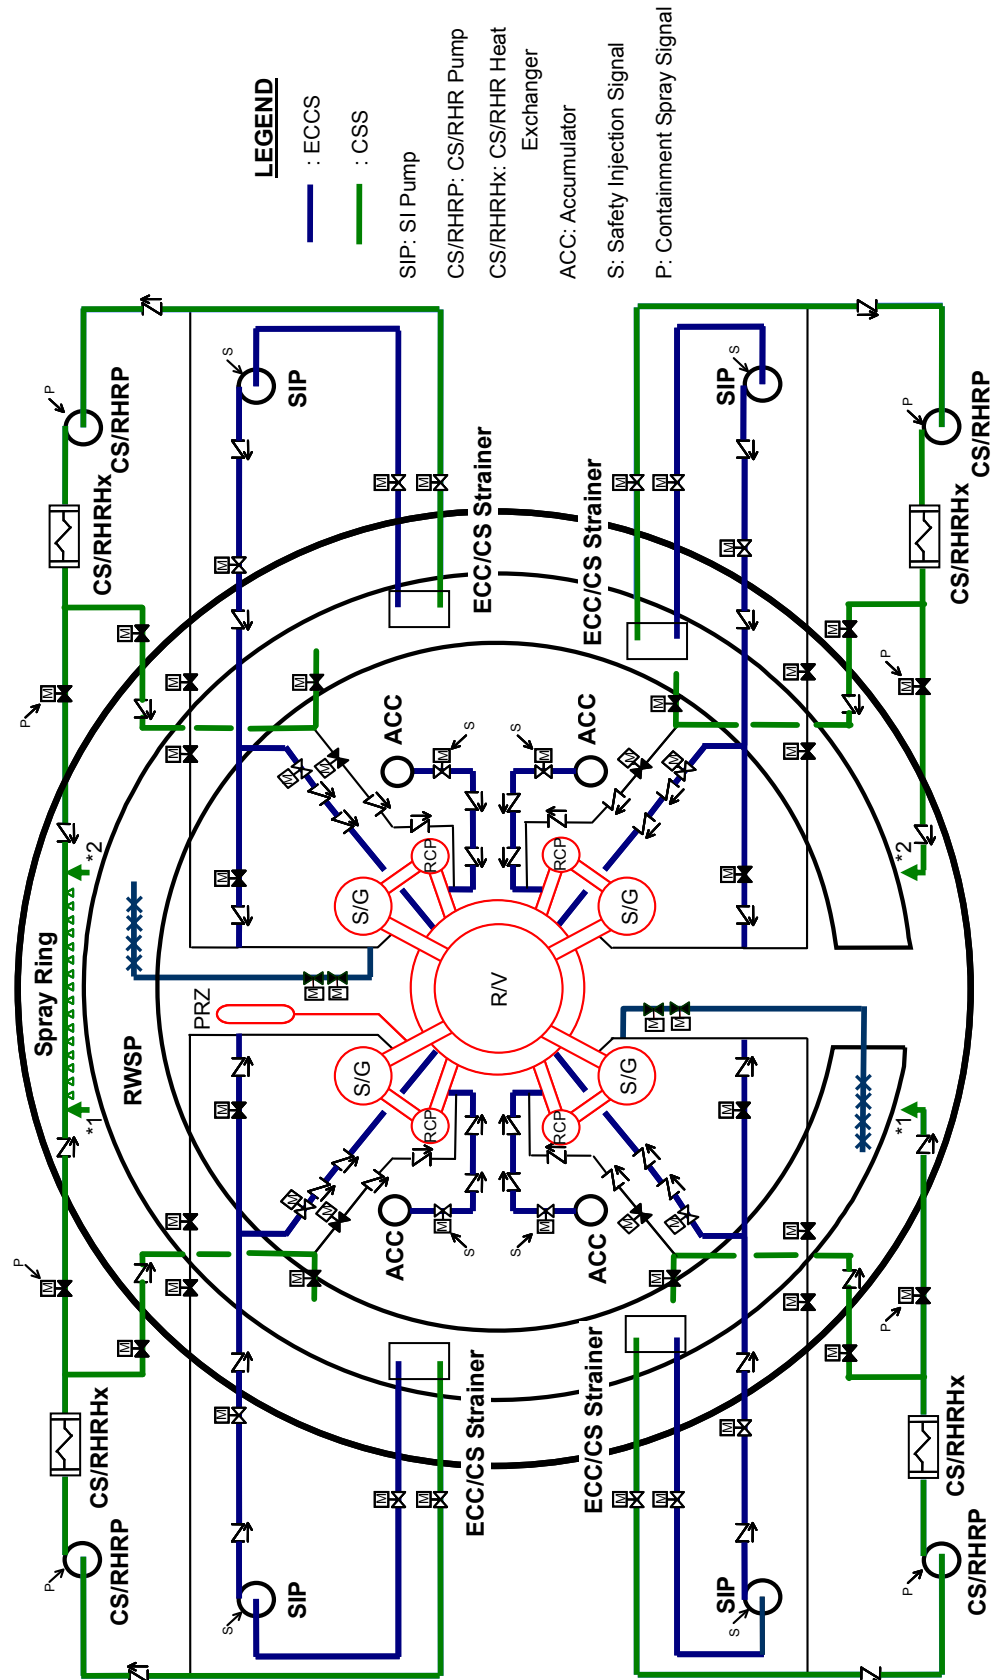 LEGEND
: ECCS
: CSS
SIP: SI Pump
CS/RHRP: CS/RHR Pump
CS/RHRHx: CS/RHR Heat
Exchanger
ACC: Accumulator
S: Safety Injection Signal
P: Containment Spray Signal
P
CS/RHRP
CS/RHRHx
M
P
M
*2
Spray Ring
*1
RWSP
M
P
M
CS/RHRHx
CS/RHRP
P
S
SIP
M
M
M
M
M
M
PRZ
M
M
M
M
M
M
S
SIP
M
M
ECC/CS Strainer
M
M
ACC
M
S
RCP
S/G
S/G
RCP
M
M
ACC
M
S
M
M
ECC/CS Strainer
R/V
ECC/CS Strainer
M
M
S
M
ACC
M
M
RCP
S/G
S/G
RCP
S
M
ACC
M
M
ECC/CS Strainer
M
M
S
SIP
M
M
M
M
M
M
M
M
M
M
M
M
SIP
S
P
CS/RHRP
CS/RHRHx
M
P
M
*2
*1
P
M
M
CS/RHRHx
CS/RHRP
P